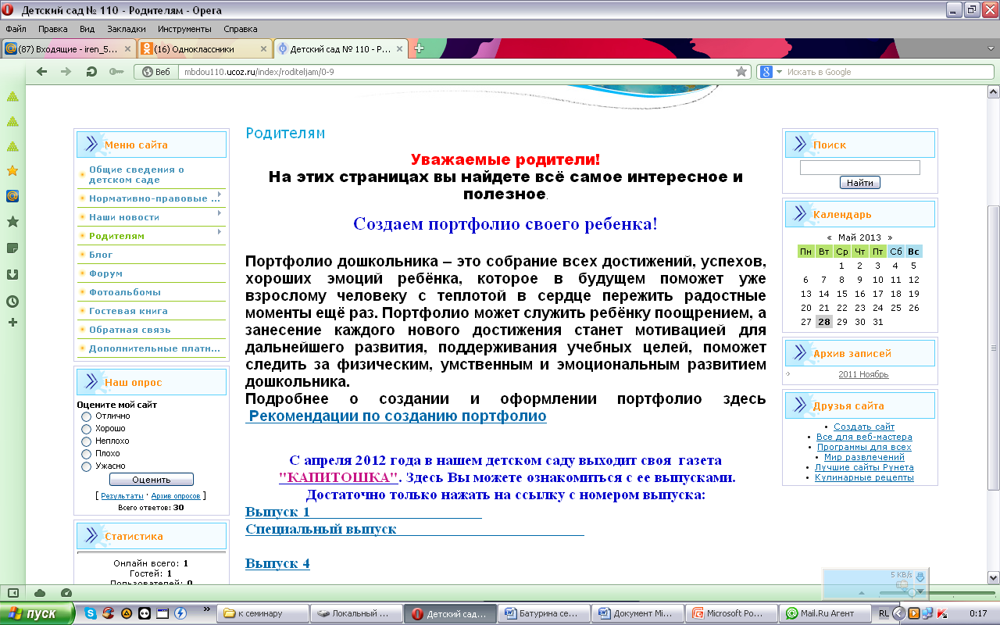 Детский сад № 110 - Родителям - Opera
Файл Правка Вид Закладки Инструменты Справка
(87) Входящие - iren_5... (16) Одноклассники Детский сад № 110 - Р...
Веб mbdou110.ucoz.ru/index/roditeljam/0-9 Искать в Google
Меню сайта
Общие сведения о
детском саде
Нормативно-правовые ...
Наши новости
Родителям
Блог
Форум
Фотоальбомы
Гостевая книга
Обратная связь
Дополнительные платн...
Наш опрос
Оцените мой сайт
Отлично
Хорошо
Неплохо
Плохо
Ужасно
Оценить
[ Результаты · Архив опросов ]
Всего ответов: 30
Статистика
Онлайн всего: 1
Гостей: 1
Пользователей: 0
Родителям
Уважаемые родители!
На этих страницах вы найдете всё самое интересное и
полезное.
Создаем портфолио своего ребенка!
Портфолио дошкольника – это собрание всех достижений, успехов,
хороших эмоций ребёнка, которое в будущем поможет уже
взрослому человеку с теплотой в сердце пережить радостные
моменты ещё раз. Портфолио может служить ребёнку поощрением, а
занесение каждого нового достижения станет мотивацией для
дальнейшего развития, поддерживания учебных целей, поможет
следить за физическим, умственным и эмоциональным развитием
дошкольника.
Подробнее о создании и оформлении портфолио здесь
Рекомендации по созданию портфолио
С апреля 2012 года в нашем детском саду выходит своя газета
"КАПИТОШКА". Здесь Вы можете ознакомиться с ее выпусками.
Достаточно только нажать на ссылку с номером выпуска:
Выпуск 1
Специальный выпуск
Выпуск 4
Поиск
Найти
Календарь
« Май 2013 »
Пн Вт Ср Чт Пт Сб Вс
1 2 3 4 5
6 7 8 9 10 11 12
13 14 15 16 17 18 19
20 21 22 23 24 25 26
27 28 29 30 31
Архив записей
2011 Ноябрь
Друзья сайта
Создать сайт
Все для веб-мастера
Программы для всех
Мир развлечений
Лучшие сайты Рунета
Кулинарные рецепты
5 KB/s
пуск » к семинару Локальный ... Детский сад... Батурина се... Документ Mi... Microsoft Po... Mail.Ru Агент RL 0:17